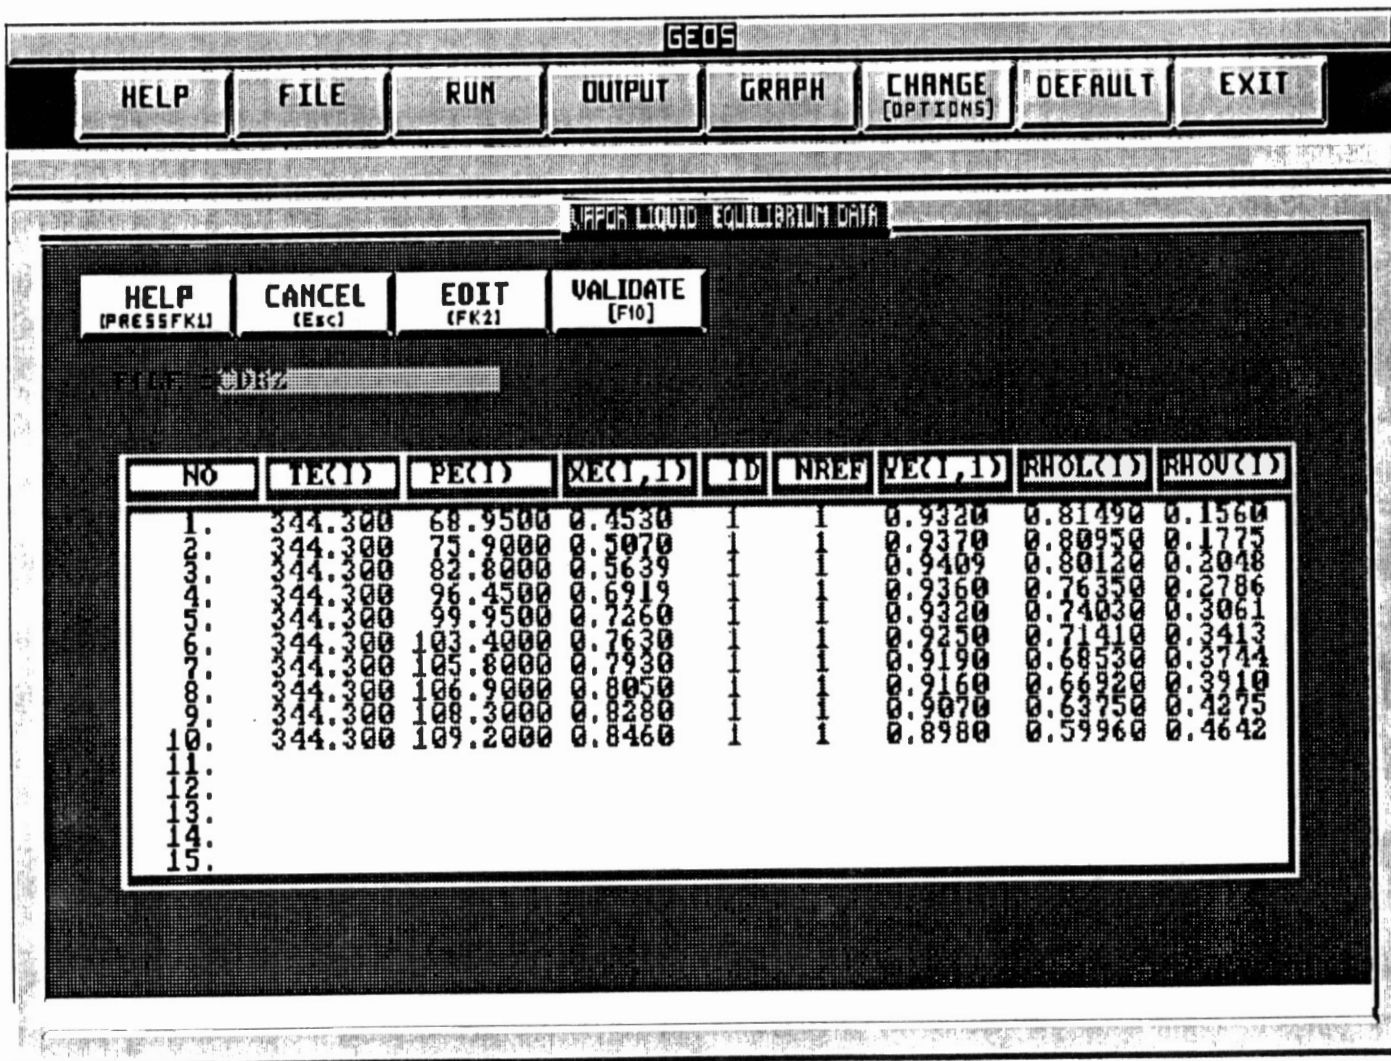 GEOS
HELP FILE RUN OUTPUT GRAPH CHANGE DEFAULT EXIT
[OPTIONS]
VAPOR LIQUID EQUILIBRIUM DATA
HELP CANCEL EDIT VALIDATE
[PRESSFK1] [Esc] [FK2] [F10]
FILE :
NO TE(I) PE(I) XE(I,1) ID NREF YE(I,1) RHOL(I) RHOV(I)
1. 344.300 68.9500 0.4530 1 1 0.9320 0.81490 0.1560
2. 344.300 75.9000 0.5070 1 1 0.9370 0.80950 0.1775
3. 344.300 82.8000 0.5639 1 1 0.9409 0.80120 0.2048
4. 344.300 96.4500 0.6919 1 1 0.9360 0.76350 0.2786
5. 344.300 99.9500 0.7260 1 1 0.9320 0.74030 0.3061
6. 344.300 103.4000 0.7630 1 1 0.9250 0.71410 0.3413
7. 344.300 105.8000 0.7930 1 1 0.9190 0.68530 0.3744
8. 344.300 106.9000 0.8050 1 1 0.9160 0.66920 0.3910
9. 344.300 108.3000 0.8280 1 1 0.9070 0.63750 0.4275
10. 344.300 109.2000 0.8460 1 1 0.8980 0.59960 0.4642
11.
12.
13.
14.
15.